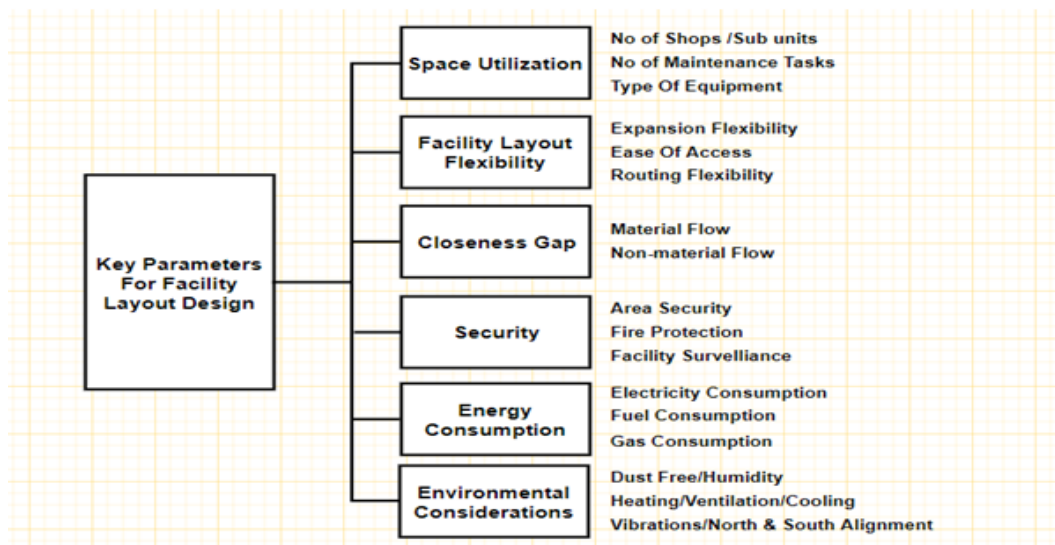 Key Parameters
For Facility
Layout Design
Space Utilization
No of Shops /Sub units
No of Maintenance Tasks
Type Of Equipment
Facility Layout
Flexibility
Expansion Flexibility
Ease Of Access
Routing Flexibility
Closeness Gap
Material Flow
Non-material Flow
Security
Area Security
Fire Protection
Facility Survelliance
Energy
Consumption
Electricity Consumption
Fuel Consumption
Gas Consumption
Environmental
Considerations
Dust Free/Humidity
Heating/Ventilation/Cooling
Vibrations/North & South Alignment